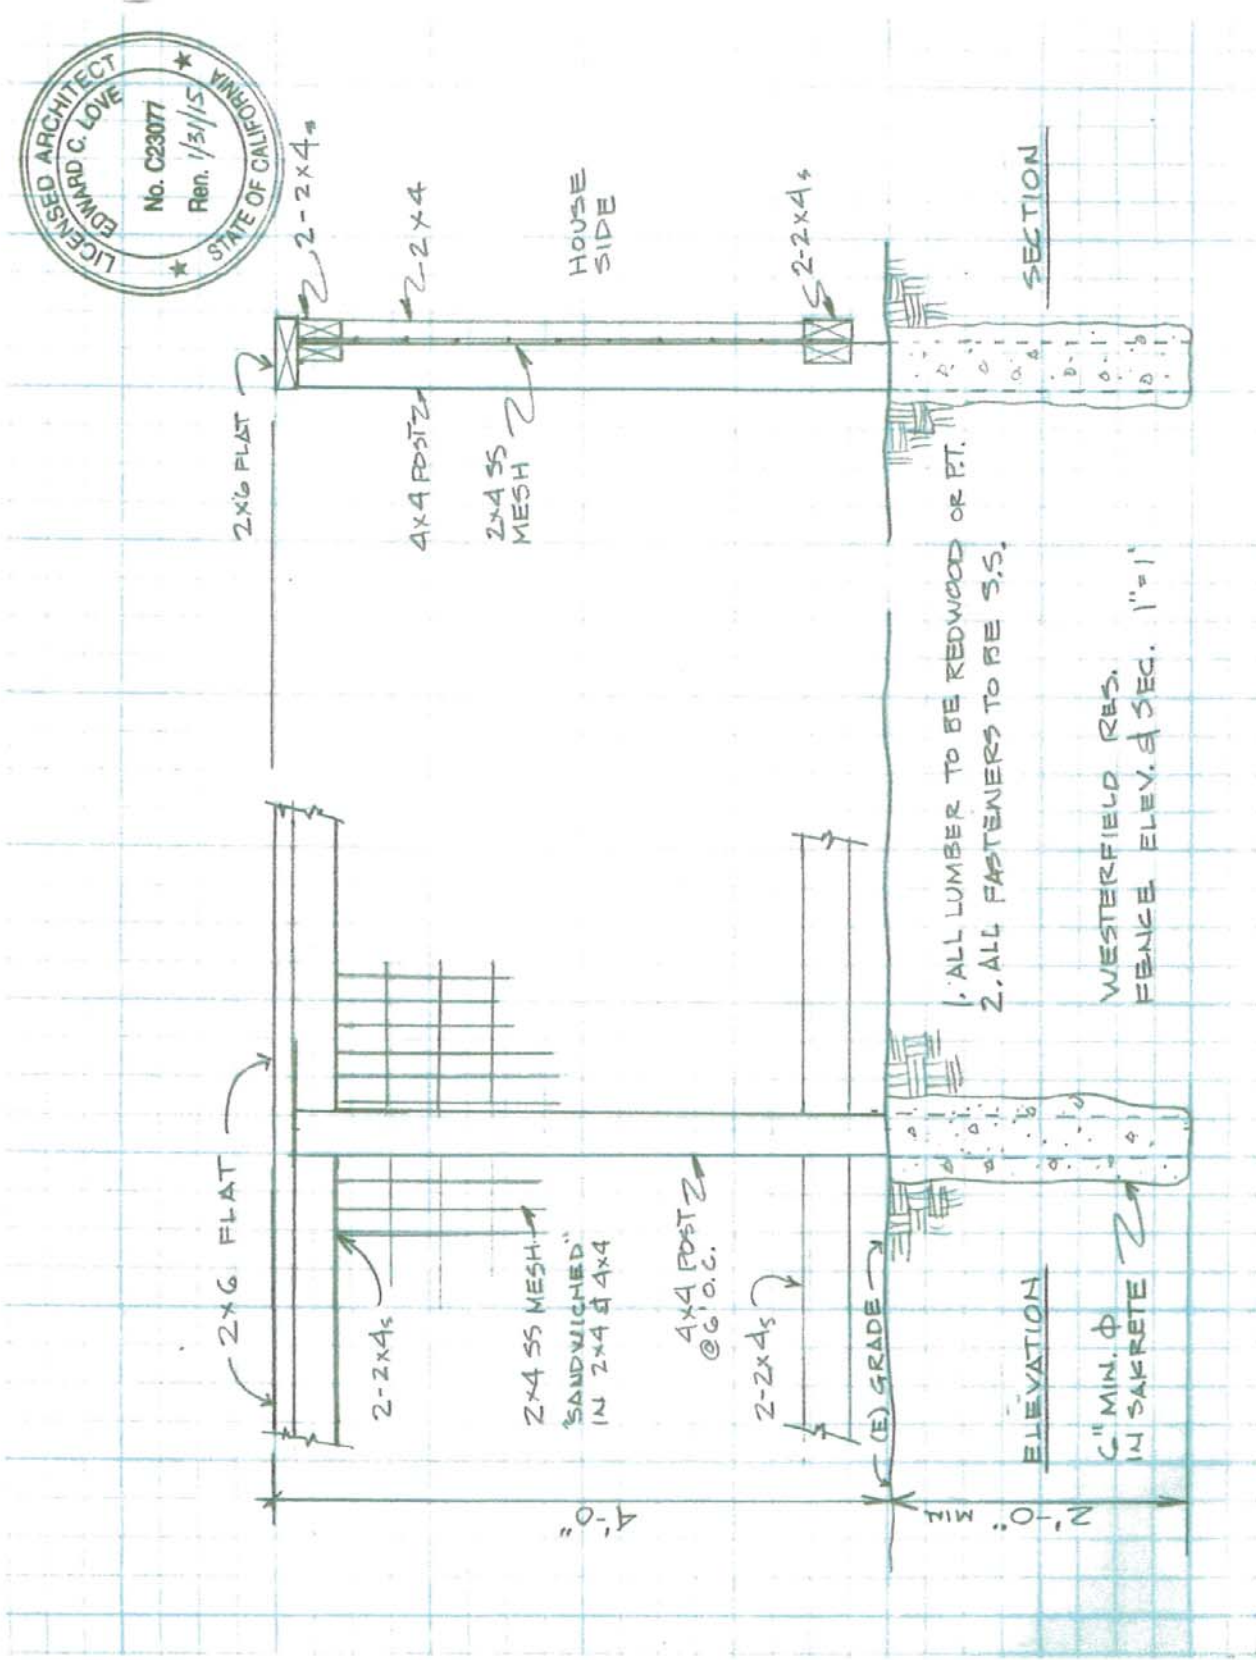 LICENSED ARCHITECT
EDWARD C. LOVE
No. C23077
Ren. 1/31/15
STATE OF CALIFORNIA
2x6 FLAT
2-2x4s
2x4 SS MESH
"SANDWICHED"
IN 2x4 & 4x4
4x4 POST
@ 6' O.C.
2-2x4s
(E) GRADE
4'-0"
2'-0"
MIN
ELEVATION
6" MIN. Φ
IN SAKRETE
2x6 FLAT
4x4 POST
2x4 SS
MESH
2-2x4s
2x4
HOUSE
SIDE
2-2x4s
SECTION
1. ALL LUMBER TO BE REDWOOD OR P.T.
2. ALL FASTENERS TO BE S.S.
WESTERFIELD RES.
FENCE ELEV. & SEC. 1"=1'